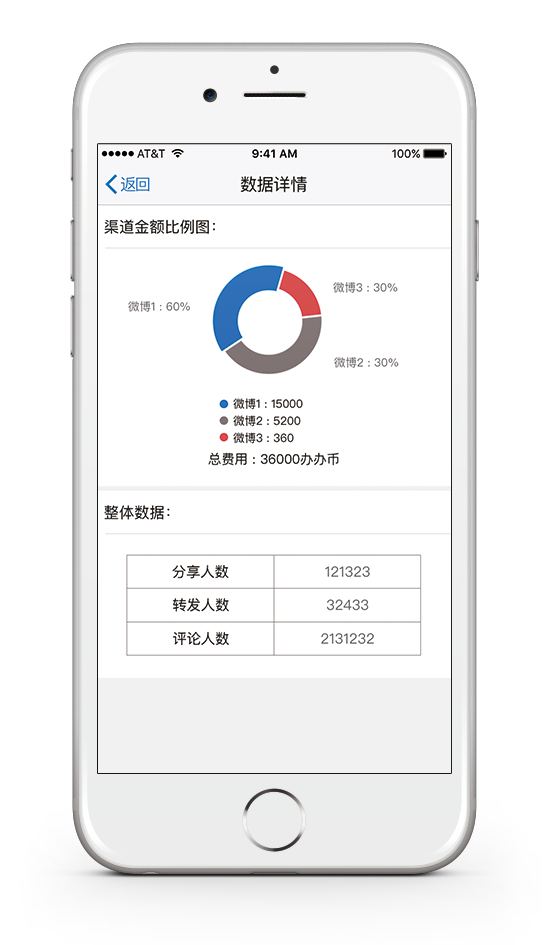 AT&T 9:41 AM 100%
返回 数据详情
渠道金额比例图：
微博3：30%
微博1：60%
微博2：30%
微博1：15000
微博2：5200
微博3：360
总费用：36000办办币
整体数据：
分享人数 121323
转发人数 32433
评论人数 2131232